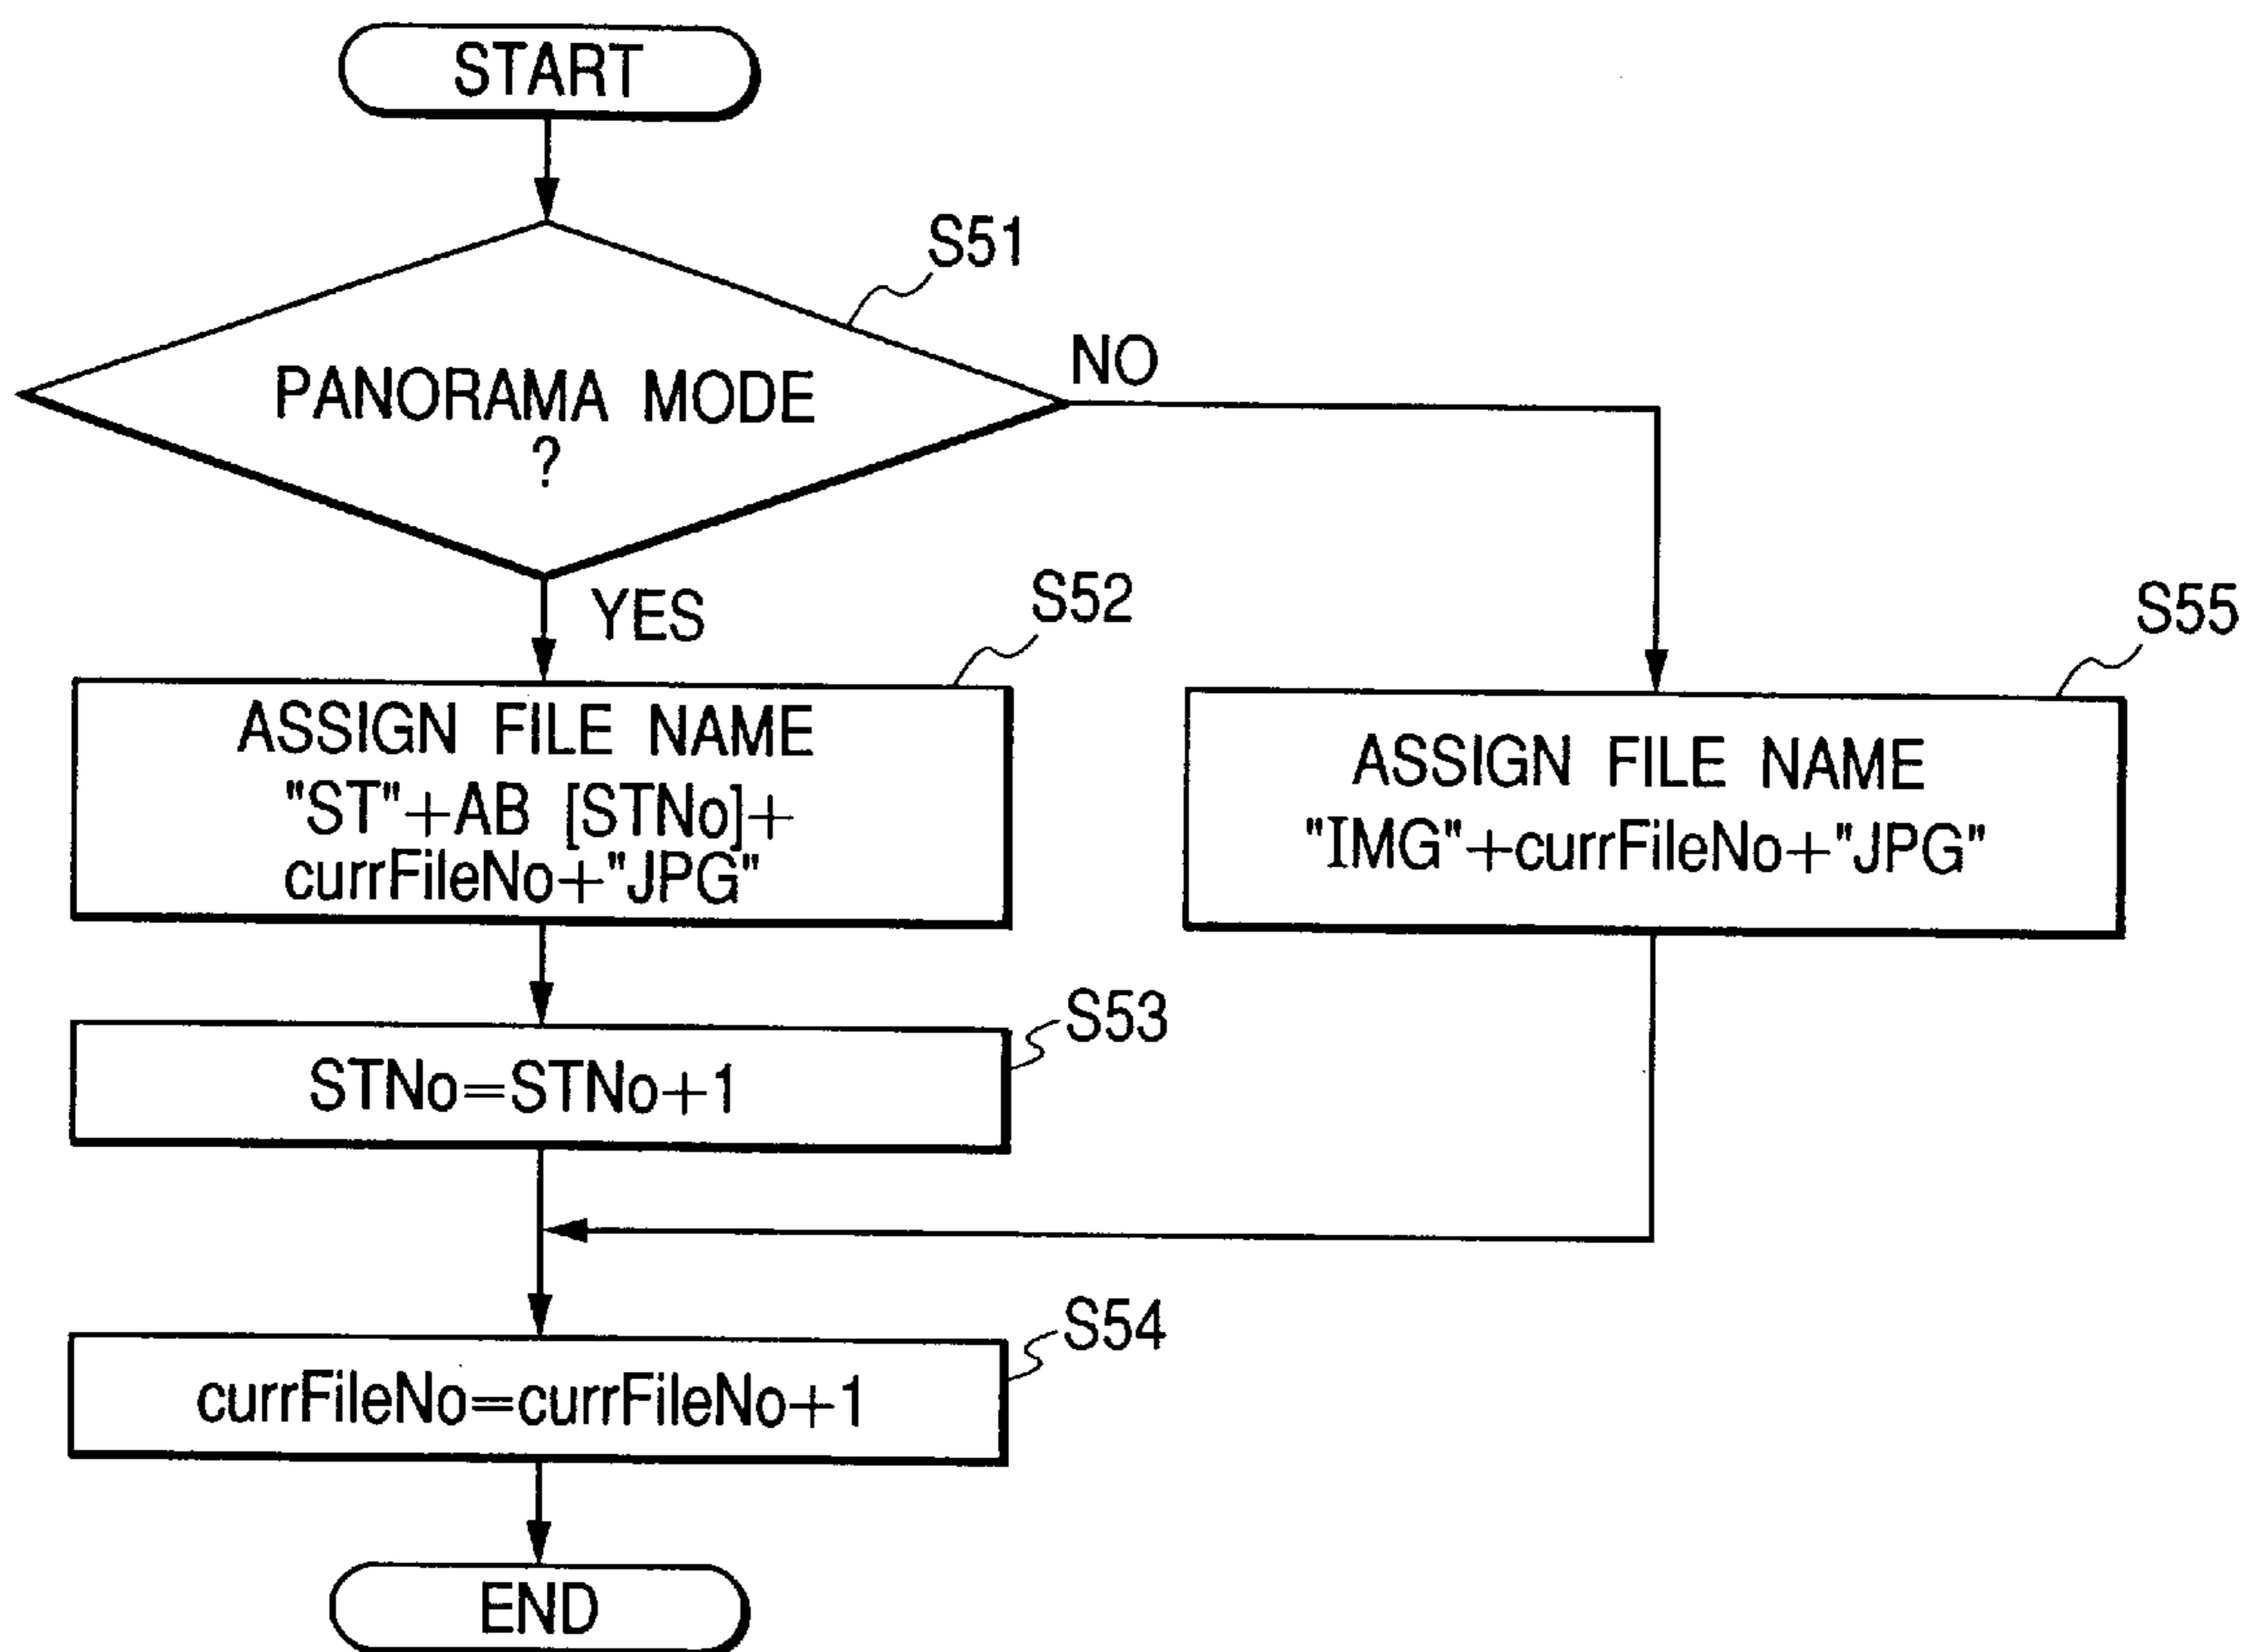 START
S51
PANORAMA MODE
?
NO
YES
S52
ASSIGN FILE NAME
"ST"+AB [STNo]+
currFileNo+"JPG"
S55
ASSIGN FILE NAME
"IMG"+currFileNo+"JPG"
S53
STNo=STNo+1
S54
currFileNo=currFileNo+1
END